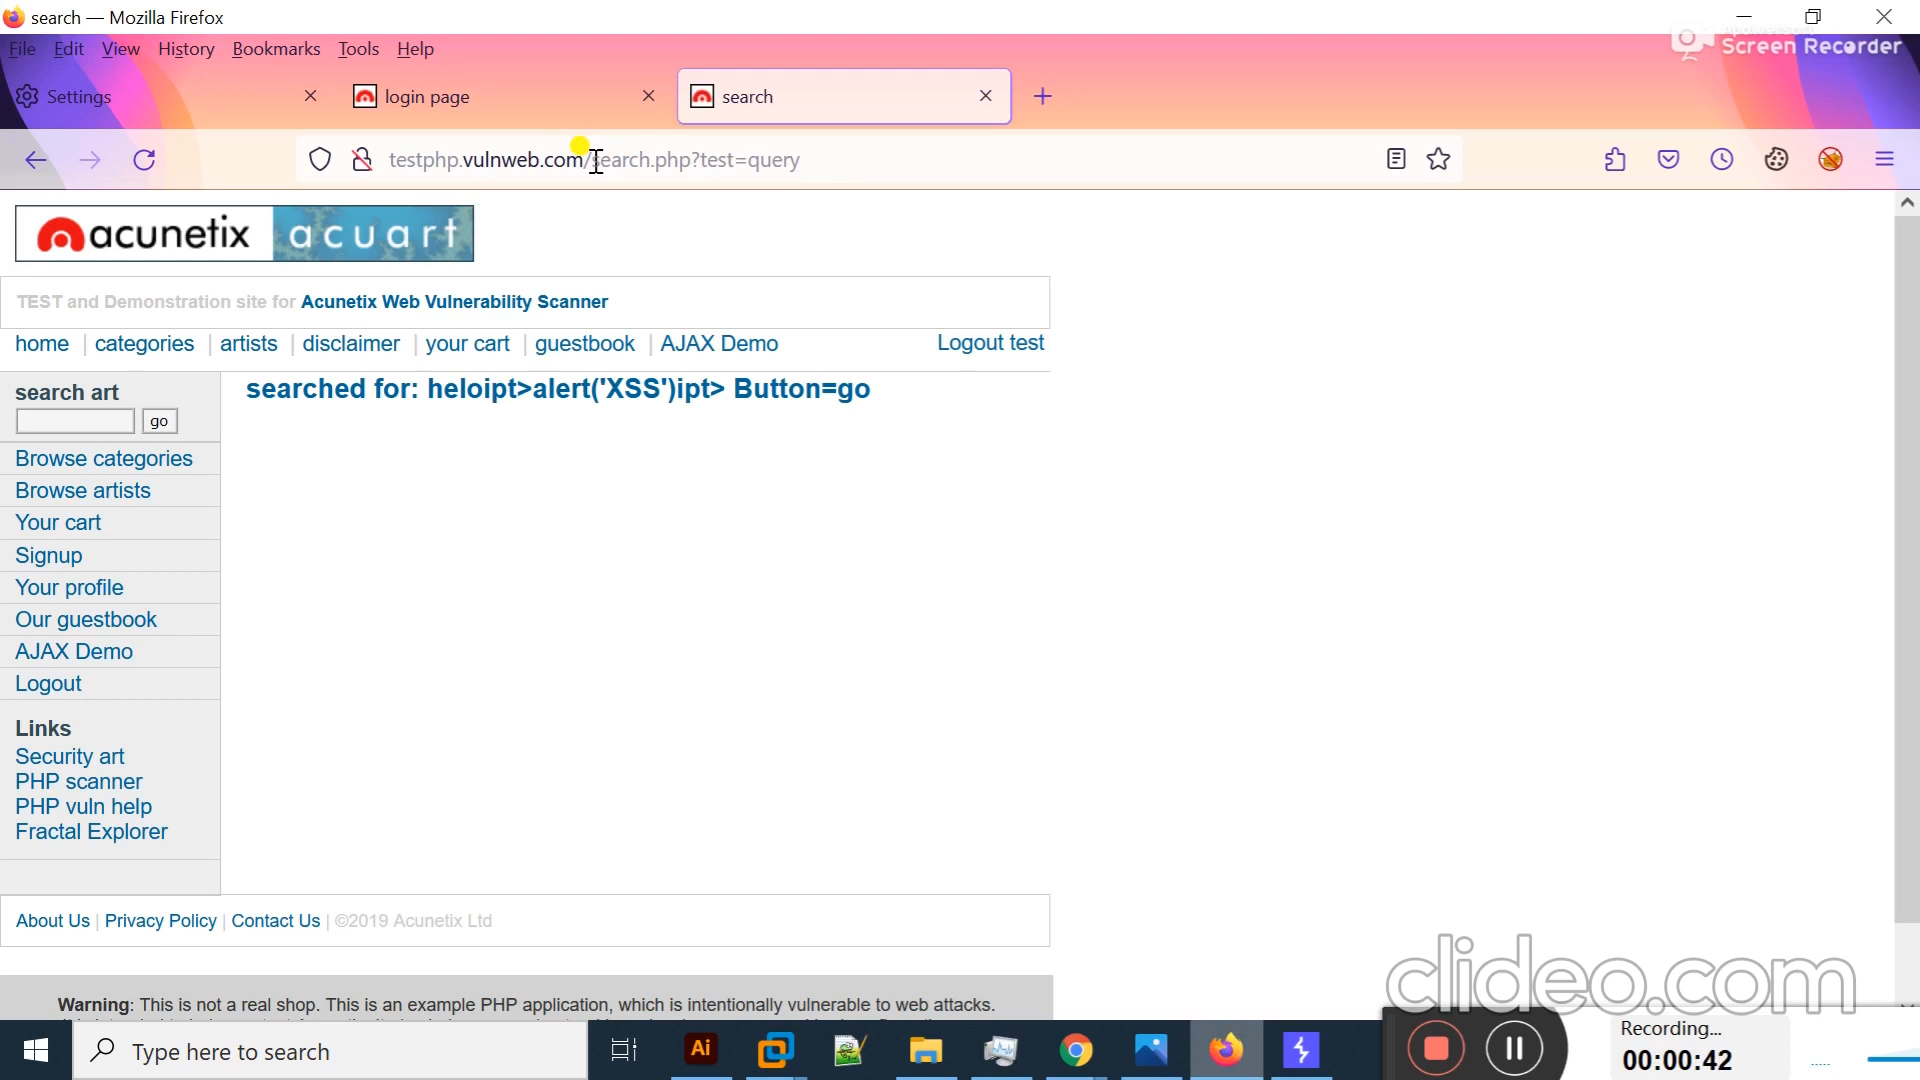 search — Mozilla Firefox
File Edit View History Bookmarks Tools Help
Screen Recorder
Settings
login page
search
testphp.vulnweb.com/search.php?test=query
acunetix acuart
TEST and Demonstration site for Acunetix Web Vulnerability Scanner
home | categories | artists | disclaimer | your cart | guestbook | AJAX Demo
Logout test
search art
go
searched for: heloipt>alert('XSS')ipt> Button=go
Browse categories
Browse artists
Your cart
Signup
Your profile
Our guestbook
AJAX Demo
Logout
Links
Security art
PHP scanner
PHP vuln help
Fractal Explorer
About Us | Privacy Policy | Contact Us | ©2019 Acunetix Ltd
clideo.com
Warning: This is not a real shop. This is an example PHP application, which is intentionally vulnerable to web attacks.
Type here to search
Ai
Recording...
00:00:42